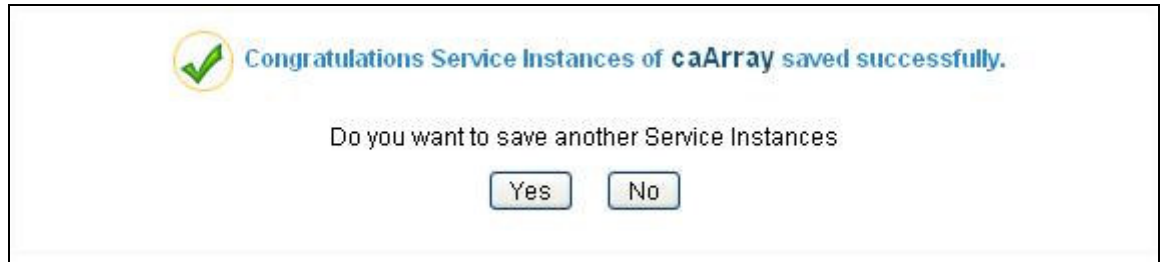 Congratulations Service Instances of caArray saved successfully.
Do you want to save another Service Instances
Yes No